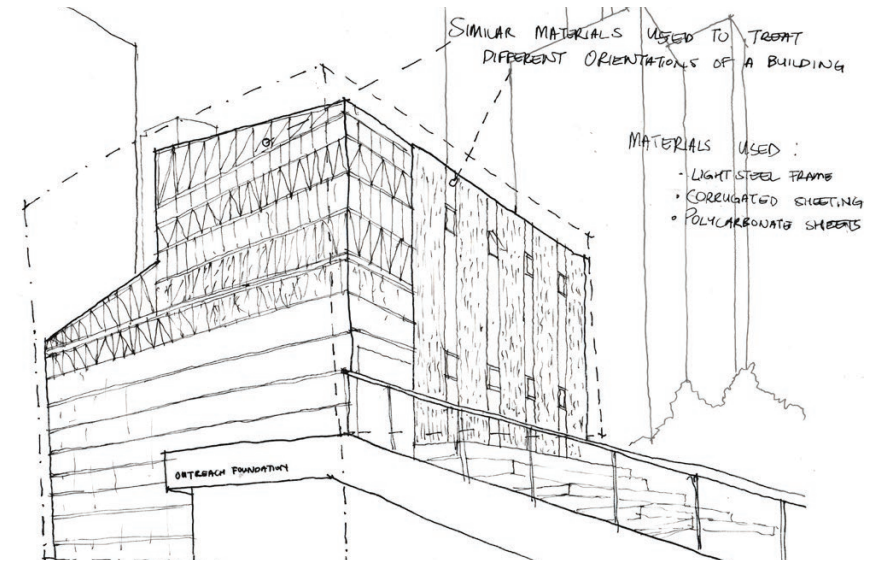 SIMILAR MATERIALS USED TO TREAT
DIFFERENT ORIENTATIONS OF A BUILDING
MATERIALS USED :
· LIGHT STEEL FRAME
· CORRUGATED SHEETING
· POLYCARBONATE SHEETS
OUTREACH FOUNDATION